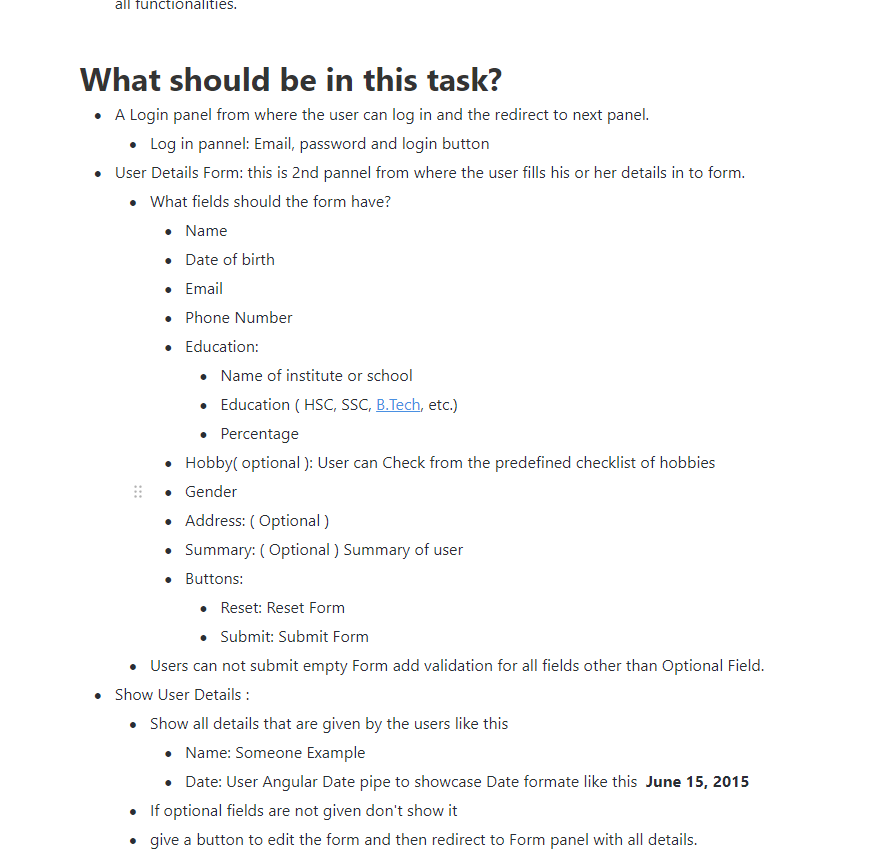 all functionalities.
What should be in this task?
A Login panel from where the user can log in and the redirect to next panel.
Log in pannel: Email, password and login button
User Details Form: this is 2nd pannel from where the user fills his or her details in to form.
What fields should the form have?
Name
Date of birth
Email
Phone Number
Education:
Name of institute or school
Education ( HSC, SSC, B.Tech, etc.)
Percentage
Hobby( optional ): User can Check from the predefined checklist of hobbies
Gender
Address: ( Optional )
Summary: ( Optional ) Summary of user
Buttons:
Reset: Reset Form
Submit: Submit Form
Users can not submit empty Form add validation for all fields other than Optional Field.
Show User Details :
Show all details that are given by the users like this
Name: Someone Example
Date: User Angular Date pipe to showcase Date formate like this June 15, 2015
If optional fields are not given don't show it
give a button to edit the form and then redirect to Form panel with all details.